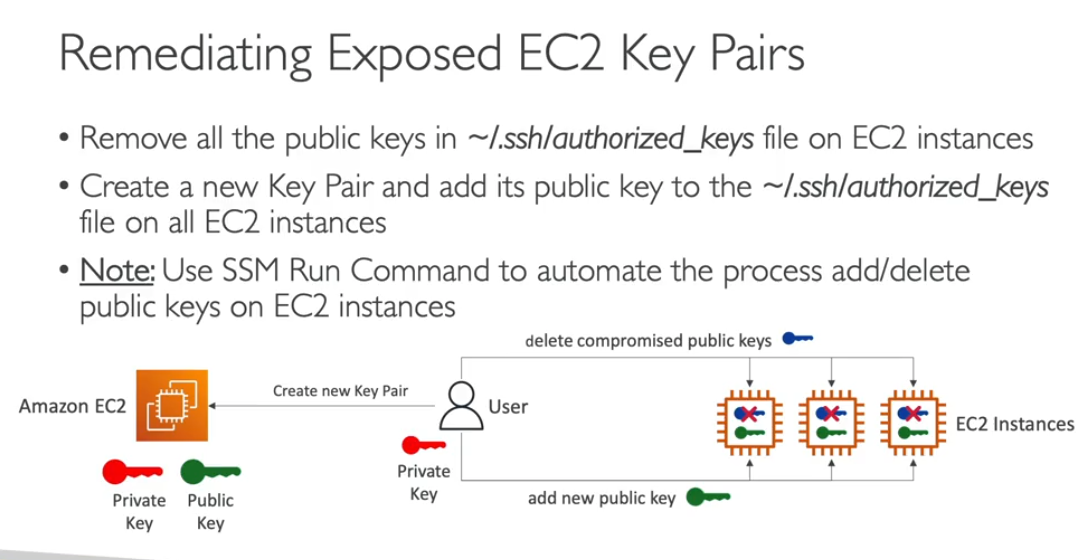 Remediating Exposed EC2 Key Pairs
• Remove all the public keys in ~/.ssh/authorized_keys file on EC2 instances
• Create a new Key Pair and add its public key to the ~/.ssh/authorized_keys
file on all EC2 instances
• Note: Use SSM Run Command to automate the process add/delete
public keys on EC2 instances
delete compromised public keys
Create new Key Pair
Amazon EC2
User
EC2 Instances
Private
Key
Public
Key
Private
Key
add new public key